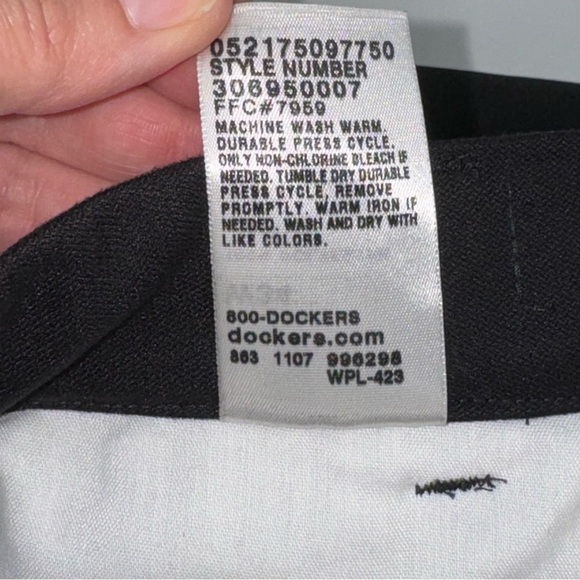 052175097750
STYLE NUMBER
306950007
FFC#7959
MACHINE WASH WARM,
DURABLE PRESS CYCLE.
ONLY NON-CHLORINE BLEACH IF
NEEDED. TUMBLE DRY DURABLE
PRESS CYCLE, REMOVE
PROMPTLY. WARM IRON IF
NEEDED. WASH AND DRY WITH
LIKE COLORS.
800-DOCKERS
dockers.com
863 1107 996298
WPL-423